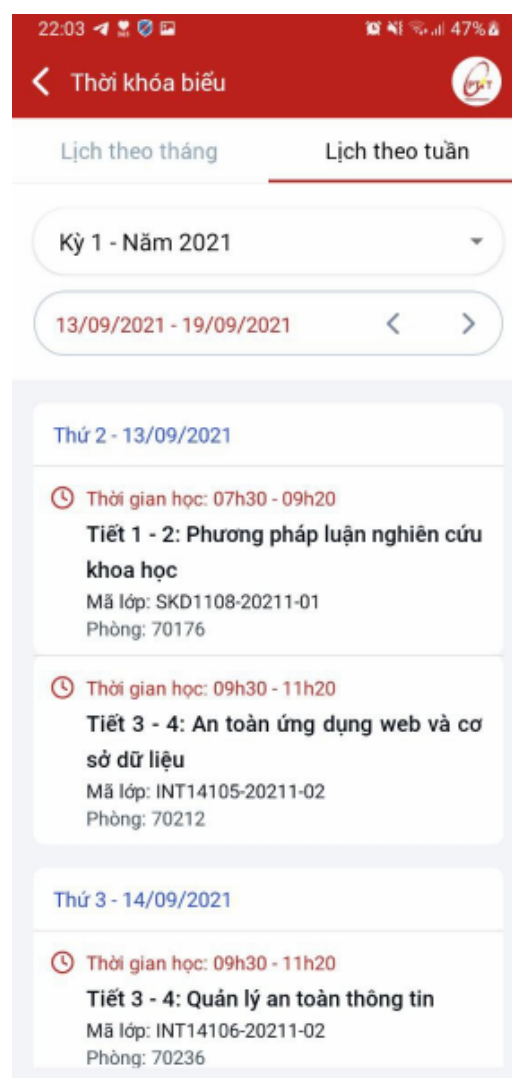 22:03 47%
Thời khóa biểu
PTIT
Lịch theo tháng Lịch theo tuần
Kỳ 1 - Năm 2021
13/09/2021 - 19/09/2021
Thứ 2 - 13/09/2021
Thời gian học: 07h30 - 09h20
Tiết 1 - 2: Phương pháp luận nghiên cứu
khoa học
Mã lớp: SKD1108-20211-01
Phòng: 70176
Thời gian học: 09h30 - 11h20
Tiết 3 - 4: An toàn ứng dụng web và cơ
sở dữ liệu
Mã lớp: INT14105-20211-02
Phòng: 70212
Thứ 3 - 14/09/2021
Thời gian học: 09h30 - 11h20
Tiết 3 - 4: Quản lý an toàn thông tin
Mã lớp: INT14106-20211-02
Phòng: 70236